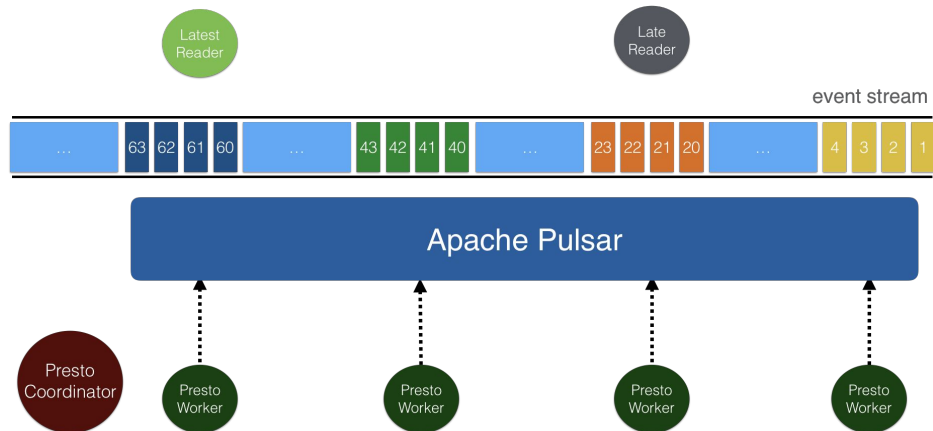 Latest
Reader
Late
Reader
event stream
... 63 62 61 60 ... 43 42 41 40 ... 23 22 21 20 ... 4 3 2 1
Apache Pulsar
Presto
Coordinator
Presto
Worker
Presto
Worker
Presto
Worker
Presto
Worker